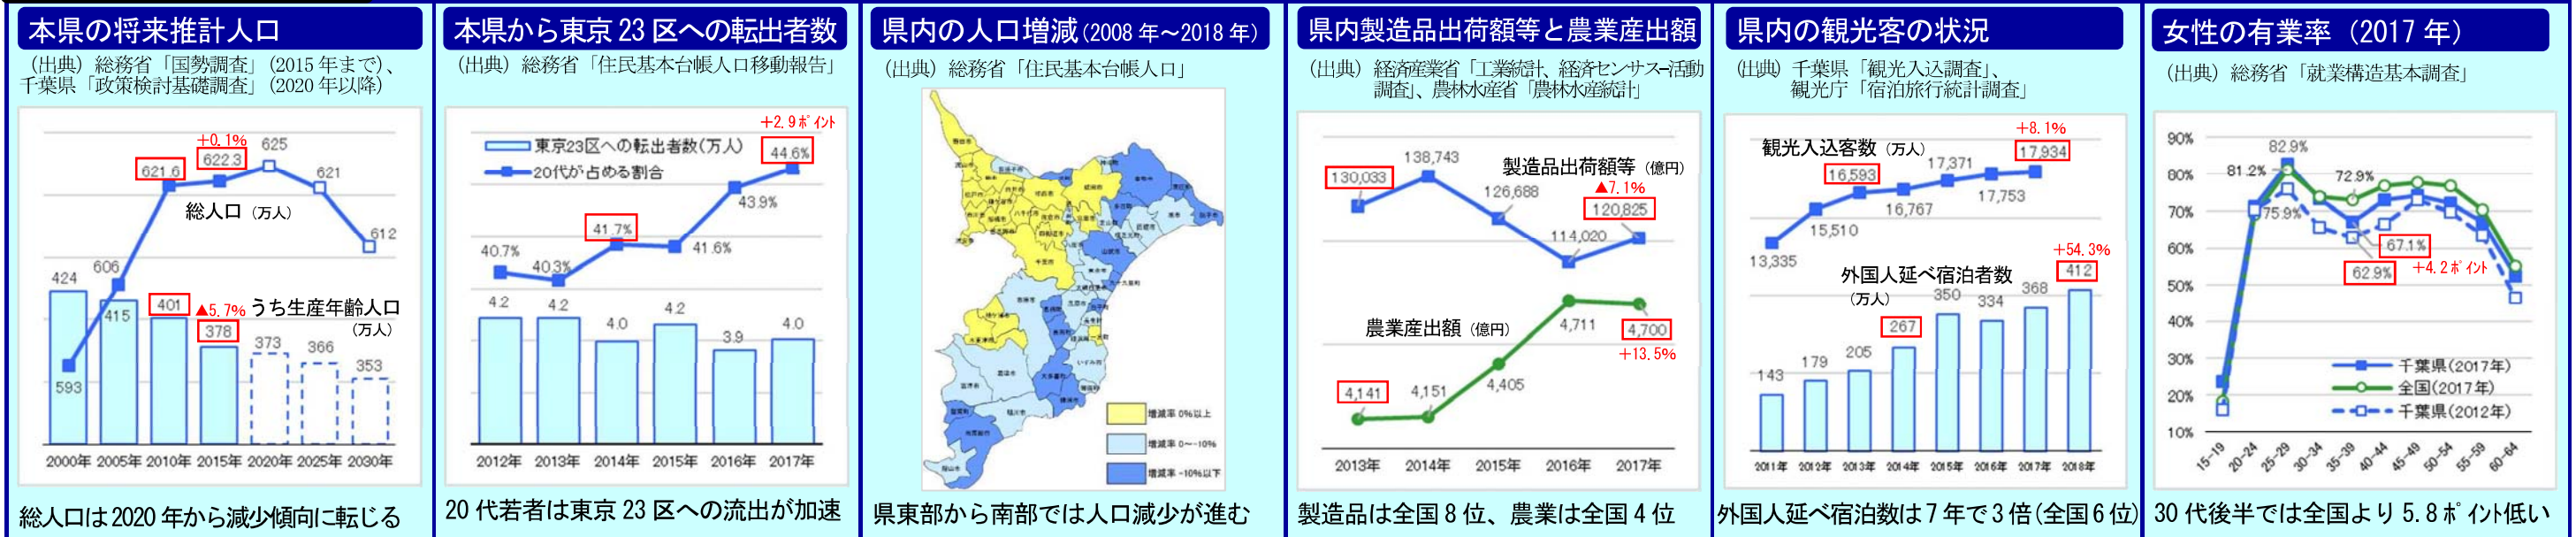 本県の将来推計人口
（出典）総務省「国勢調査」（2015年まで）、
千葉県「政策検討基礎調査」（2020年以降）
+0.1%
625
621.6
622.3
621
総人口（万人）
612
606
424
415
401
▲5.7%
うち生産年齢人口
（万人）
378
373
366
353
593
2000年 2005年 2010年 2015年 2020年 2025年 2030年
総人口は2020年から減少傾向に転じる
本県から東京23区への転出者数
（出典）総務省「住民基本台帳人口移動報告」
+2.9ﾎﾟｲﾝﾄ
東京23区への転出者数(万人)
20代が占める割合
44.6%
43.9%
41.7%
41.6%
40.7%
40.3%
4.2
4.2
4.0
4.2
3.9
4.0
2012年 2013年 2014年 2015年 2016年 2017年
20代若者は東京23区への流出が加速
県内の人口増減（2008年～2018年）
（出典）総務省「住民基本台帳人口」
増減率 0%以上
増減率 0～-10%
増減率 -10%以下
県東部から南部では人口減少が進む
県内製造品出荷額等と農業産出額
（出典）経済産業省「工業統計、経済センサス-活動
調査」、農林水産省「農林水産統計」
130,033
138,743
126,688
製造品出荷額等（億円）
▲7.1%
120,825
114,020
農業産出額（億円）
4,711
4,700
+13.5%
4,405
4,141
4,151
2013年 2014年 2015年 2016年 2017年
製造品は全国8位、農業は全国4位
県内の観光客の状況
（出典）千葉県「観光入込調査」、
観光庁「宿泊旅行統計調査」
+8.1%
観光入込客数（万人）
17,934
17,371
16,593
17,753
16,767
15,510
13,335
+54.3%
外国人延べ宿泊者数
（万人）
412
368
350
334
267
205
179
143
2011年 2012年 2013年 2014年 2015年 2016年 2017年 2018年
外国人延べ宿泊数は7年で3倍(全国6位)
女性の有業率（2017年）
（出典）総務省「就業構造基本調査」
90%
80%
70%
60%
50%
40%
30%
20%
10%
82.9%
81.2%
72.9%
75.9%
67.1%
62.9%
+4.2ﾎﾟｲﾝﾄ
千葉県(2017年)
全国(2017年)
千葉県(2012年)
15-19 20-24 25-29 30-34 35-39 40-44 45-49 50-54 55-59 60-64
30代後半では全国より5.8ﾎﾟｲﾝﾄ低い